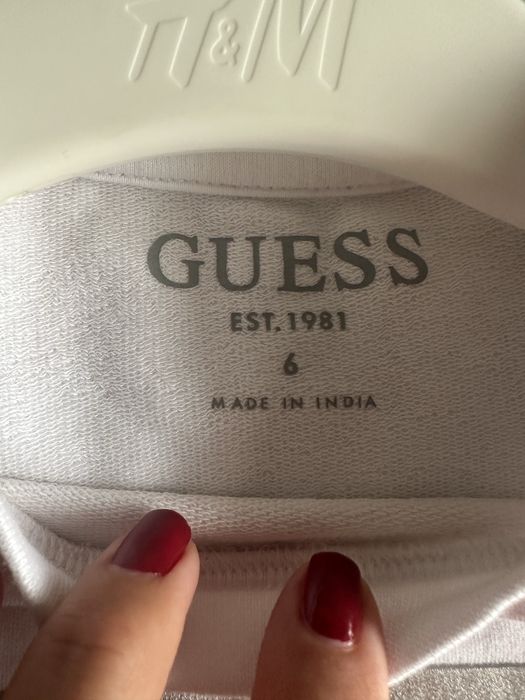 H&M
GUESS
EST. 1981
6
MADE IN INDIA